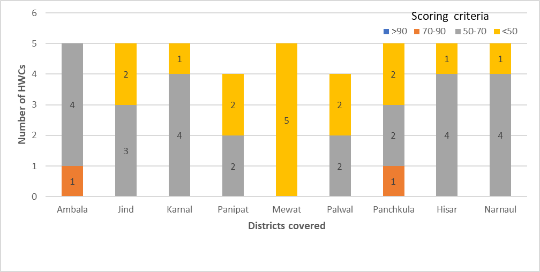 Scoring criteria
>90 70-90 50-70 <50
Number of HWCs
6
5
4
3
2
1
0
1 4
3 2
4 1
2 2
5
2 2
1 2 2
4 1
4 1
Ambala Jind Karnal Panipat Mewat Palwal Panchkula Hisar Narnaul
Districts covered